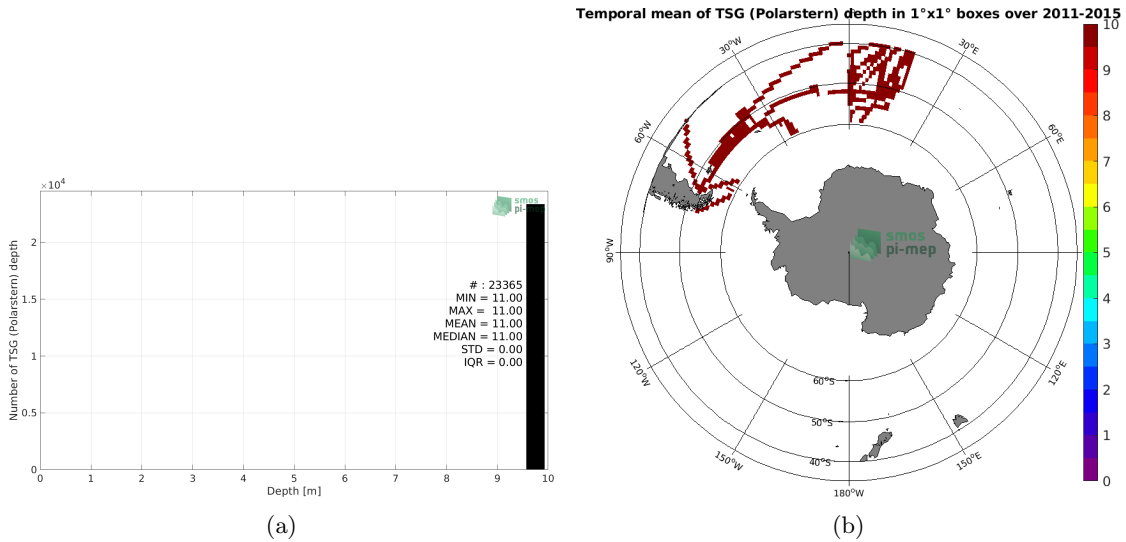 ×10⁴
2
1.5
1
0.5
0
Number of TSG (Polarstern) depth
smos
pi-mep
# : 23365
MIN = 11.00
MAX = 11.00
MEAN = 11.00
MEDIAN = 11.00
STD = 0.00
IQR = 0.00
0 1 2 3 4 5 6 7 8 9 10
Depth [m]
(a)
Temporal mean of TSG (Polarstern) depth in 1°x1° boxes over 2011-2015
30°W
30°E
60°W
60°E
90°W
smos
pi-mep
120°W
120°E
60°S
50°S
40°S
150°W
150°E
180°W
10
9
8
7
6
5
4
3
2
1
0
(b)